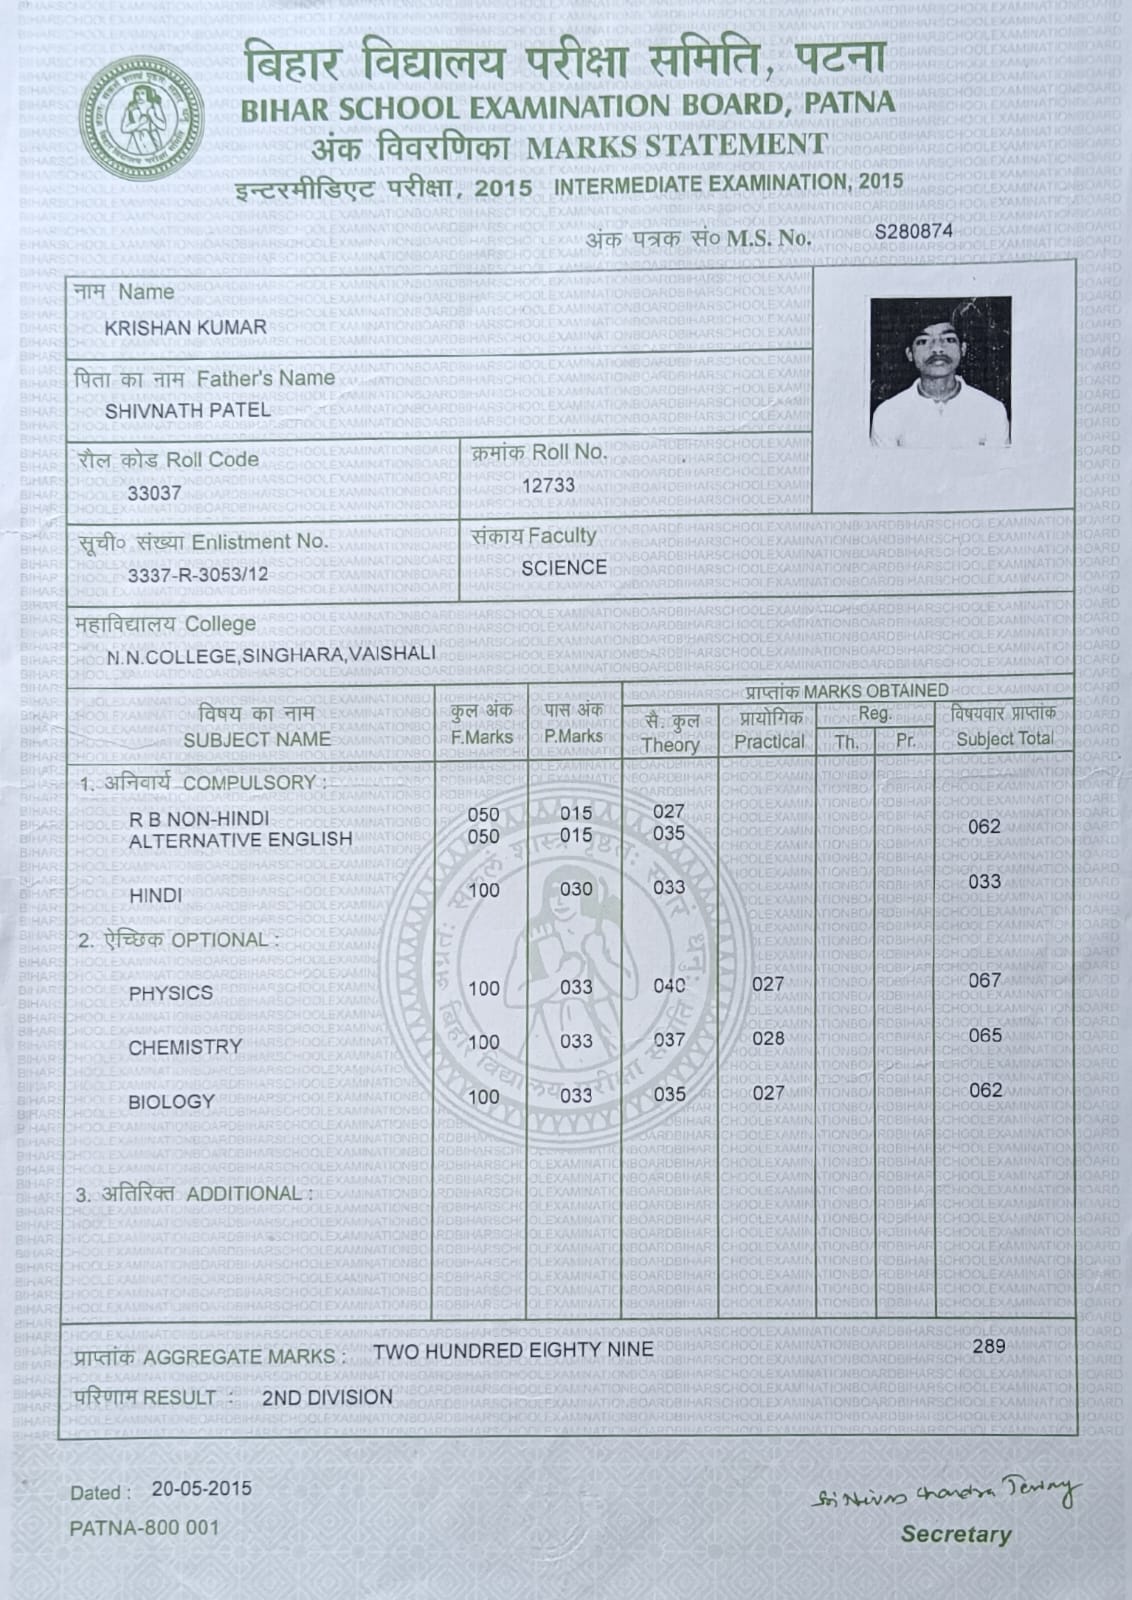 बिहार विद्यालय परीक्षा समिति, पटना
BIHAR SCHOOL EXAMINATION BOARD, PATNA
अंक विवरणिका MARKS STATEMENT
इन्टरमीडिएट परीक्षा, 2015 INTERMEDIATE EXAMINATION, 2015
अंक पत्रक सं० M.S. No. S280874
नाम Name
KRISHAN KUMAR
पिता का नाम Father's Name
SHIVNATH PATEL
रौल कोड Roll Code क्रमांक Roll No.
33037 12733
सूची० संख्या Enlistment No. संकाय Faculty
3337-R-3053/12 SCIENCE
महाविद्यालय College
N.N.COLLEGE,SINGHARA,VAISHALI
प्राप्तांक MARKS OBTAINED
विषय का नाम कुल अंक पास अंक सै. कुल प्रायोगिक Reg. विषयवार प्राप्तांक
SUBJECT NAME F.Marks P.Marks Theory Practical Th. Pr. Subject Total
1. अनिवार्य COMPULSORY :
R B NON-HINDI 050 015 027
ALTERNATIVE ENGLISH 050 015 035 062
HINDI 100 030 033 033
2. ऐच्छिक OPTIONAL :
PHYSICS 100 033 040 027 067
CHEMISTRY 100 033 037 028 065
BIOLOGY 100 033 035 027 062
3. अतिरिक्त ADDITIONAL :
प्राप्तांक AGGREGATE MARKS : TWO HUNDRED EIGHTY NINE 289
परिणाम RESULT : 2ND DIVISION
Dated : 20-05-2015
PATNA-800 001
Secretary